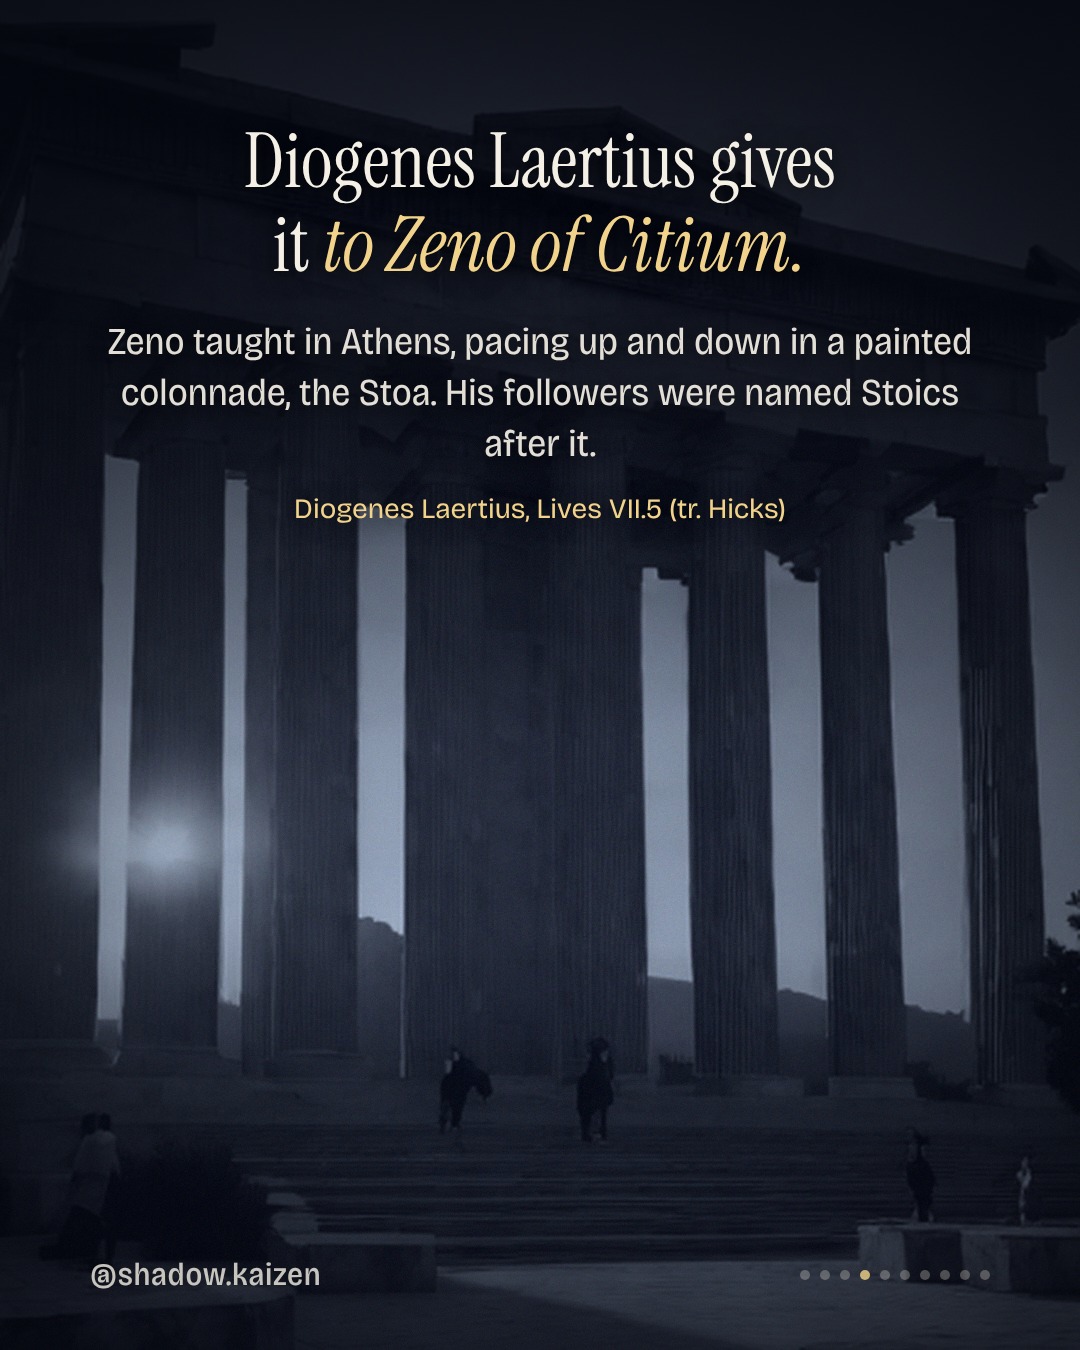 Diogenes Laertius gives
it to Zeno of Citium.
Zeno taught in Athens, pacing up and down in a painted
colonnade, the Stoa. His followers were named Stoics
after it.
Diogenes Laertius, Lives VII.5 (tr. Hicks)
@shadow.kaizen